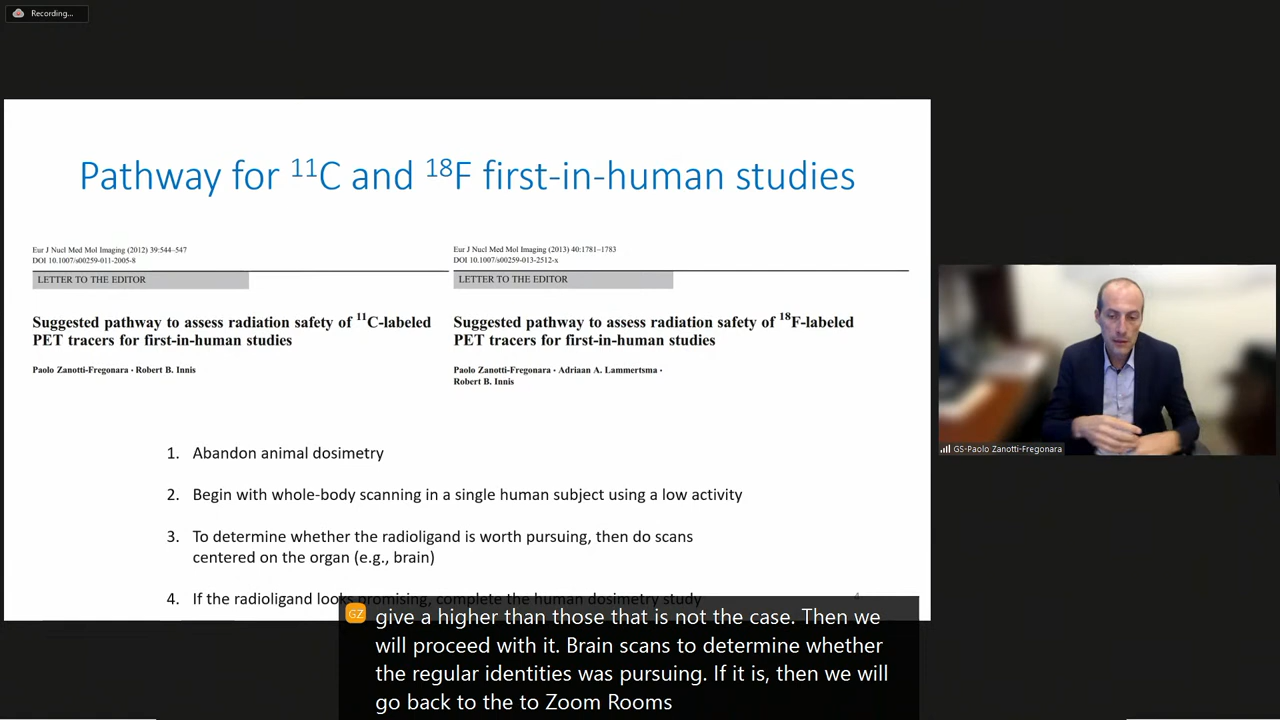 Recording...
Pathway for ¹¹C and ¹⁸F first-in-human studies
Eur J Nucl Med Mol Imaging (2012) 39:544–547
DOI 10.1007/s00259-011-2005-8
LETTER TO THE EDITOR
Suggested pathway to assess radiation safety of ¹¹C-labeled
PET tracers for first-in-human studies
Paolo Zanotti-Fregonara · Robert B. Innis
Eur J Nucl Med Mol Imaging (2013) 40:1781–1783
DOI 10.1007/s00259-013-2512-x
LETTER TO THE EDITOR
Suggested pathway to assess radiation safety of ¹⁸F-labeled
PET tracers for first-in-human studies
Paolo Zanotti-Fregonara · Adriaan A. Lammertsma ·
Robert B. Innis
1. Abandon animal dosimetry
2. Begin with whole-body scanning in a single human subject using a low activity
3. To determine whether the radioligand is worth pursuing, then do scans
centered on the organ (e.g., brain)
4. If the radioligand looks promising, complete the human dosimetry study
4
GS-Paolo Zanotti-Fregonara
GZ
give a higher than those that is not the case. Then we
will proceed with it. Brain scans to determine whether
the regular identities was pursuing. If it is, then we will
go back to the to Zoom Rooms